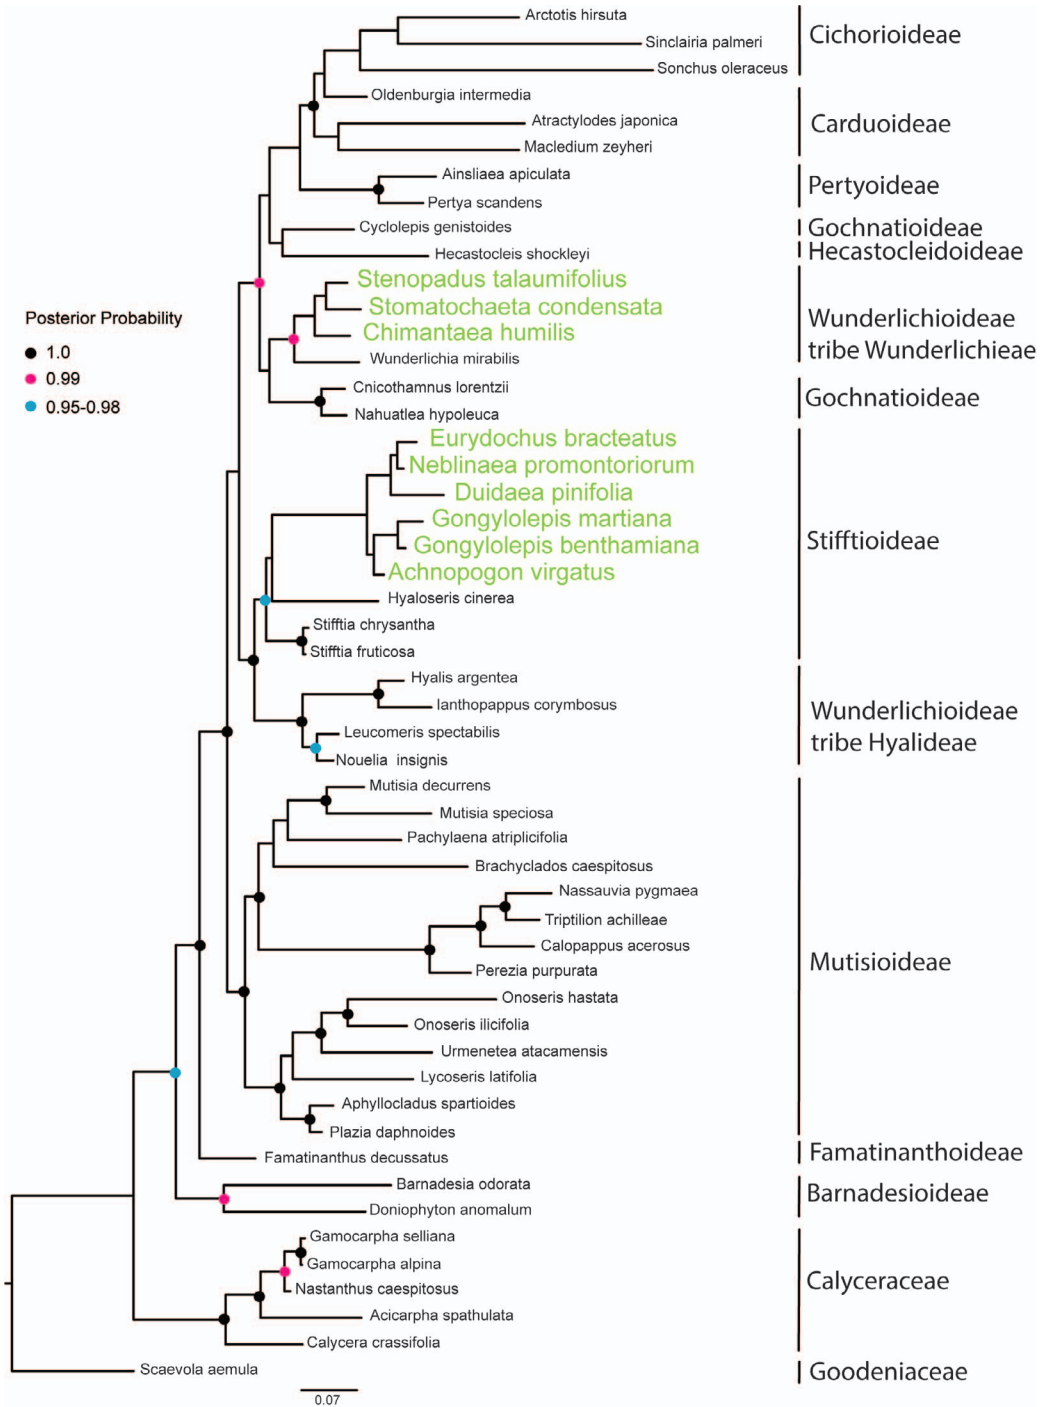 Arctotis hirsuta
Sinclairia palmeri
Sonchus oleraceus
Cichorioideae
Oldenburgia intermedia
Atractylodes japonica
Macledium zeyheri
Carduoideae
Ainsliaea apiculata
Pertya scandens
Pertyoideae
Cyclolepis genistoides
Gochnatioideae
Hecastocleis shockleyi
Hecastocleidoideae
Stenopadus talaumifolius
Stomatochaeta condensata
Chimantaea humilis
Wunderlichia mirabilis
Wunderlichioideae
tribe Wunderlichieae
Posterior Probability
1.0
0.99
0.95-0.98
Cnicothamnus lorentzii
Nahuatlea hypoleuca
Gochnatioideae
Eurydochus bracteatus
Neblinaea promontoriorum
Duidaea pinifolia
Gongylolepis martiana
Gongylolepis benthamiana
Achnopogon virgatus
Hyaloseris cinerea
Stifftia chrysantha
Stifftia fruticosa
Stifftioideae
Hyalis argentea
Ianthopappus corymbosus
Leucomeris spectabilis
Nouelia insignis
Wunderlichioideae
tribe Hyalideae
Mutisia decurrens
Mutisia speciosa
Pachylaena atriplicifolia
Brachyclados caespitosus
Nassauvia pygmaea
Triptilion achilleae
Calopappus acerosus
Perezia purpurata
Onoseris hastata
Onoseris ilicifolia
Urmenetea atacamensis
Lycoseris latifolia
Aphyllocladus spartioides
Plazia daphnoides
Mutisioideae
Famatinanthus decussatus
Famatinanthoideae
Barnadesia odorata
Doniophyton anomalum
Barnadesioideae
Gamocarpha selliana
Gamocarpha alpina
Nastanthus caespitosus
Acicarpha spathulata
Calycera crassifolia
Calyceraceae
Scaevola aemula
Goodeniaceae
0.07